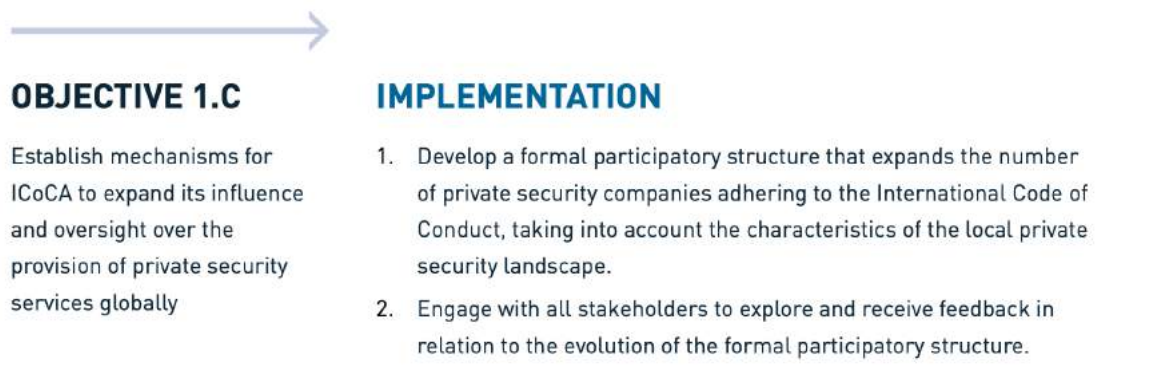 OBJECTIVE 1.C
Establish mechanisms for
ICoCA to expand its influence
and oversight over the
provision of private security
services globally
IMPLEMENTATION
1. Develop a formal participatory structure that expands the number
of private security companies adhering to the International Code of
Conduct, taking into account the characteristics of the local private
security landscape.
2. Engage with all stakeholders to explore and receive feedback in
relation to the evolution of the formal participatory structure.